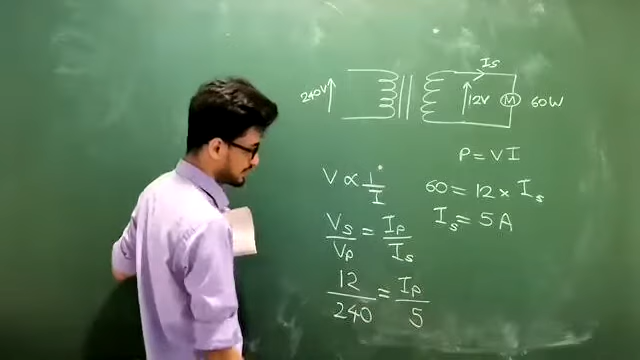 Is
240V
12V
M
60W
P = VI
V ∝ 1/I
60 = 12 × Is
Is = 5A
Vs/Vp = Ip/Is
12/240 = Ip/5